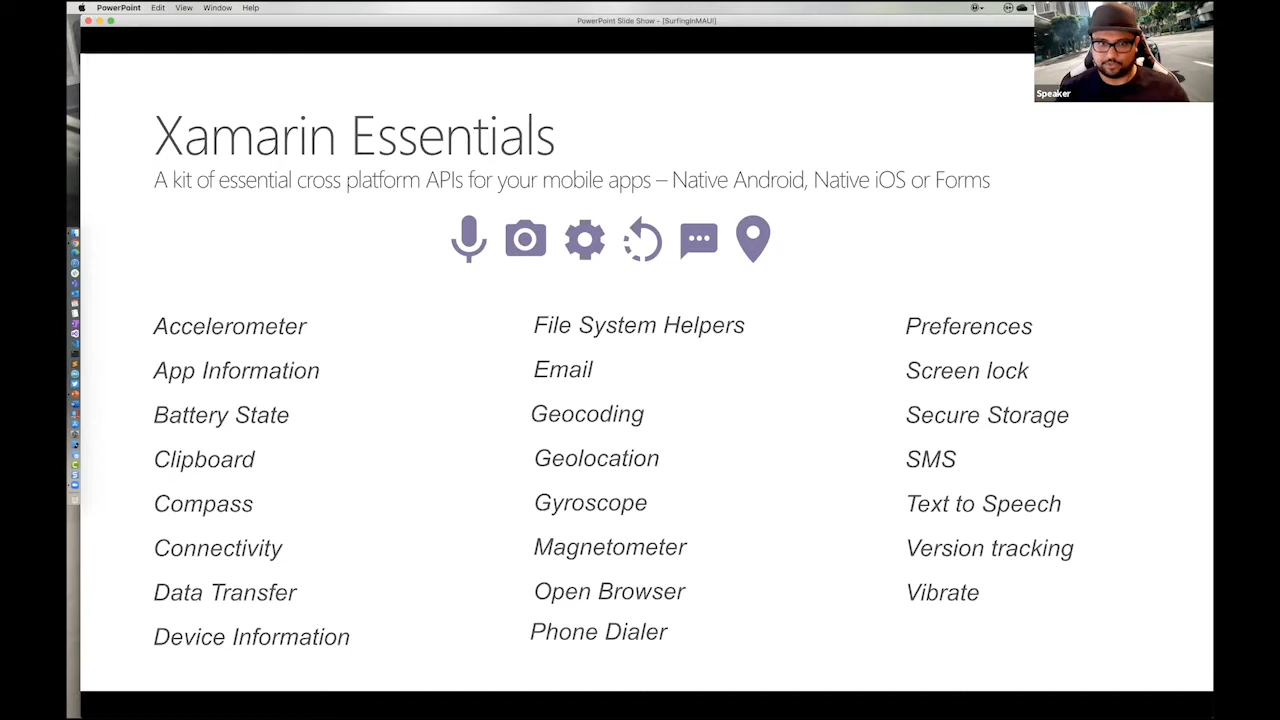 PowerPoint Edit View Window Help
PowerPoint Slide Show - [SurfingInMAUI]
Speaker
Xamarin Essentials
A kit of essential cross platform APIs for your mobile apps – Native Android, Native iOS or Forms
Accelerometer
App Information
Battery State
Clipboard
Compass
Connectivity
Data Transfer
Device Information
File System Helpers
Email
Geocoding
Geolocation
Gyroscope
Magnetometer
Open Browser
Phone Dialer
Preferences
Screen lock
Secure Storage
SMS
Text to Speech
Version tracking
Vibrate